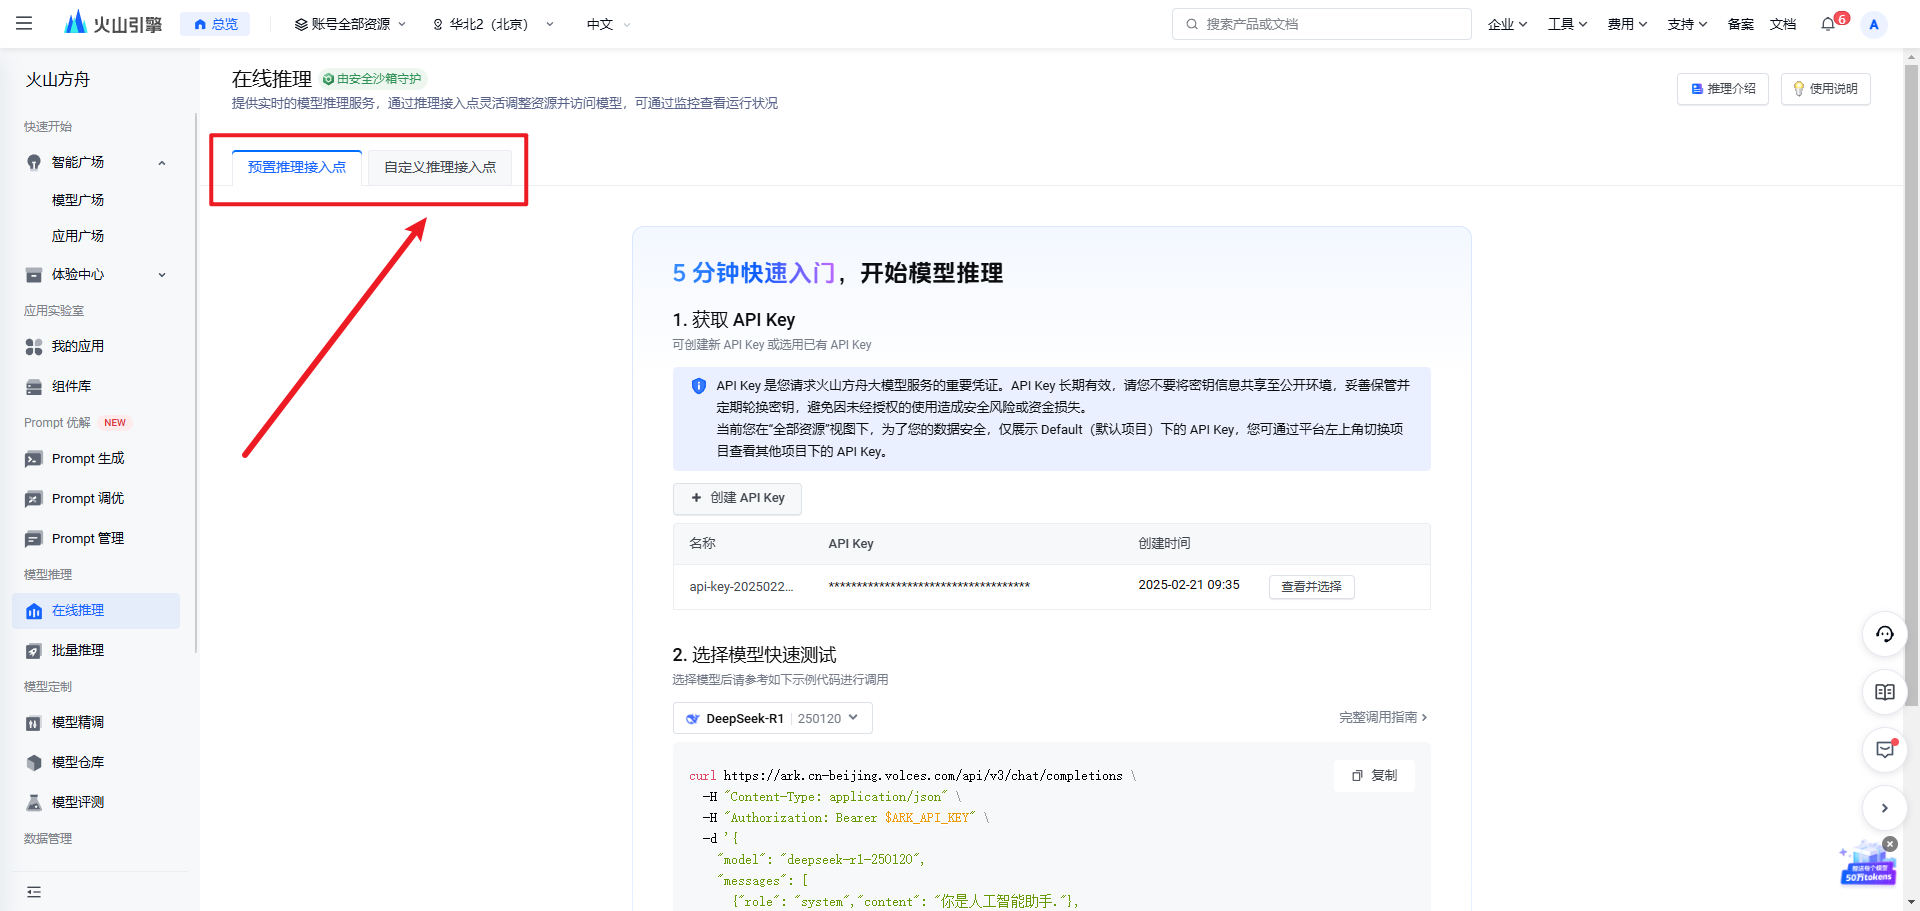 火山引擎
总览
账号全部资源
华北2（北京）
中文
搜索产品或文档
企业
工具
费用
支持
备案
文档
6
A
火山方舟
快速开始
智能广场
模型广场
应用广场
体验中心
应用实验室
我的应用
组件库
Prompt 优解 NEW
Prompt 生成
Prompt 调优
Prompt 管理
模型推理
在线推理
批量推理
模型定制
模型精调
模型仓库
模型评测
数据管理
在线推理 由安全沙箱守护
提供实时的模型推理服务，通过推理接入点灵活调整资源并访问模型，可通过监控查看运行状况
推理介绍
使用说明
预置推理接入点
自定义推理接入点
5 分钟快速入门，开始模型推理
1. 获取 API Key
可创建新 API Key 或选用已有 API Key
API Key 是您请求火山方舟大模型服务的重要凭证。API Key 长期有效，请您不要将密钥信息共享至公开环境，妥善保管并
定期轮换密钥，避免因未经授权的使用造成安全风险或资金损失。
当前您在“全部资源”视图下，为了您的数据安全，仅展示 Default（默认项目）下的 API Key，您可通过平台左上角切换项
目查看其他项目下的 API Key。
+ 创建 API Key
名称 API Key 创建时间
api-key-2025022... ************************************ 2025-02-21 09:35 查看并选择
2. 选择模型快速测试
选择模型后请参考如下示例代码进行调用
DeepSeek-R1 250120
完整调用指南
复制
curl https://ark.cn-beijing.volces.com/api/v3/chat/completions \
-H "Content-Type: application/json" \
-H "Authorization: Bearer $ARK_API_KEY" \
-d '{
"model": "deepseek-r1-250120",
"messages": [
{"role": "system","content": "你是人工智能助手."},
赠送每个模型
50万tokens